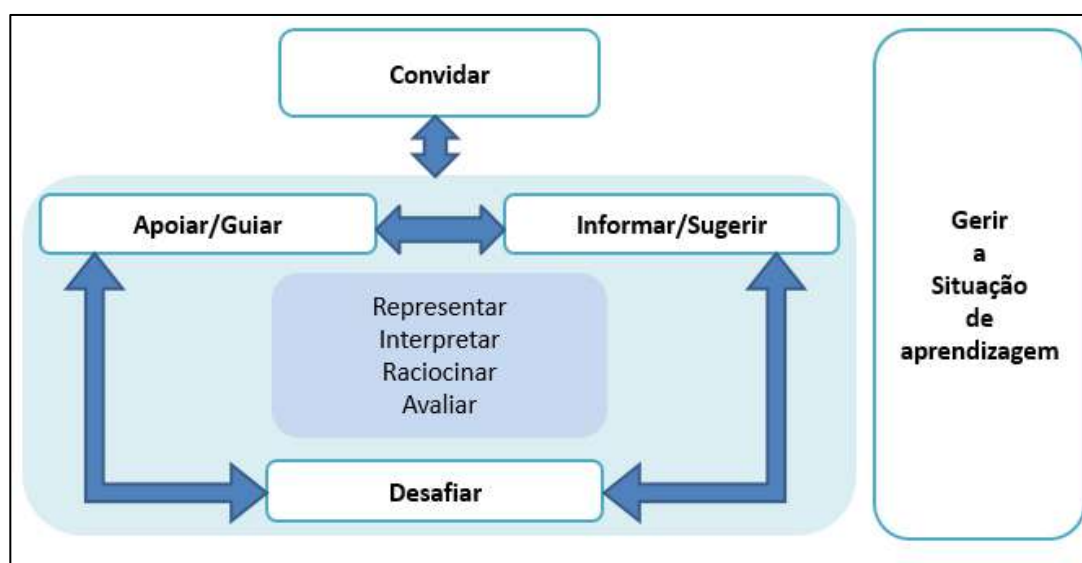 Convidar
Apoiar/Guiar
Informar/Sugerir
Representar
Interpretar
Raciocinar
Avaliar
Desafiar
Gerir
a
Situação
de
aprendizagem